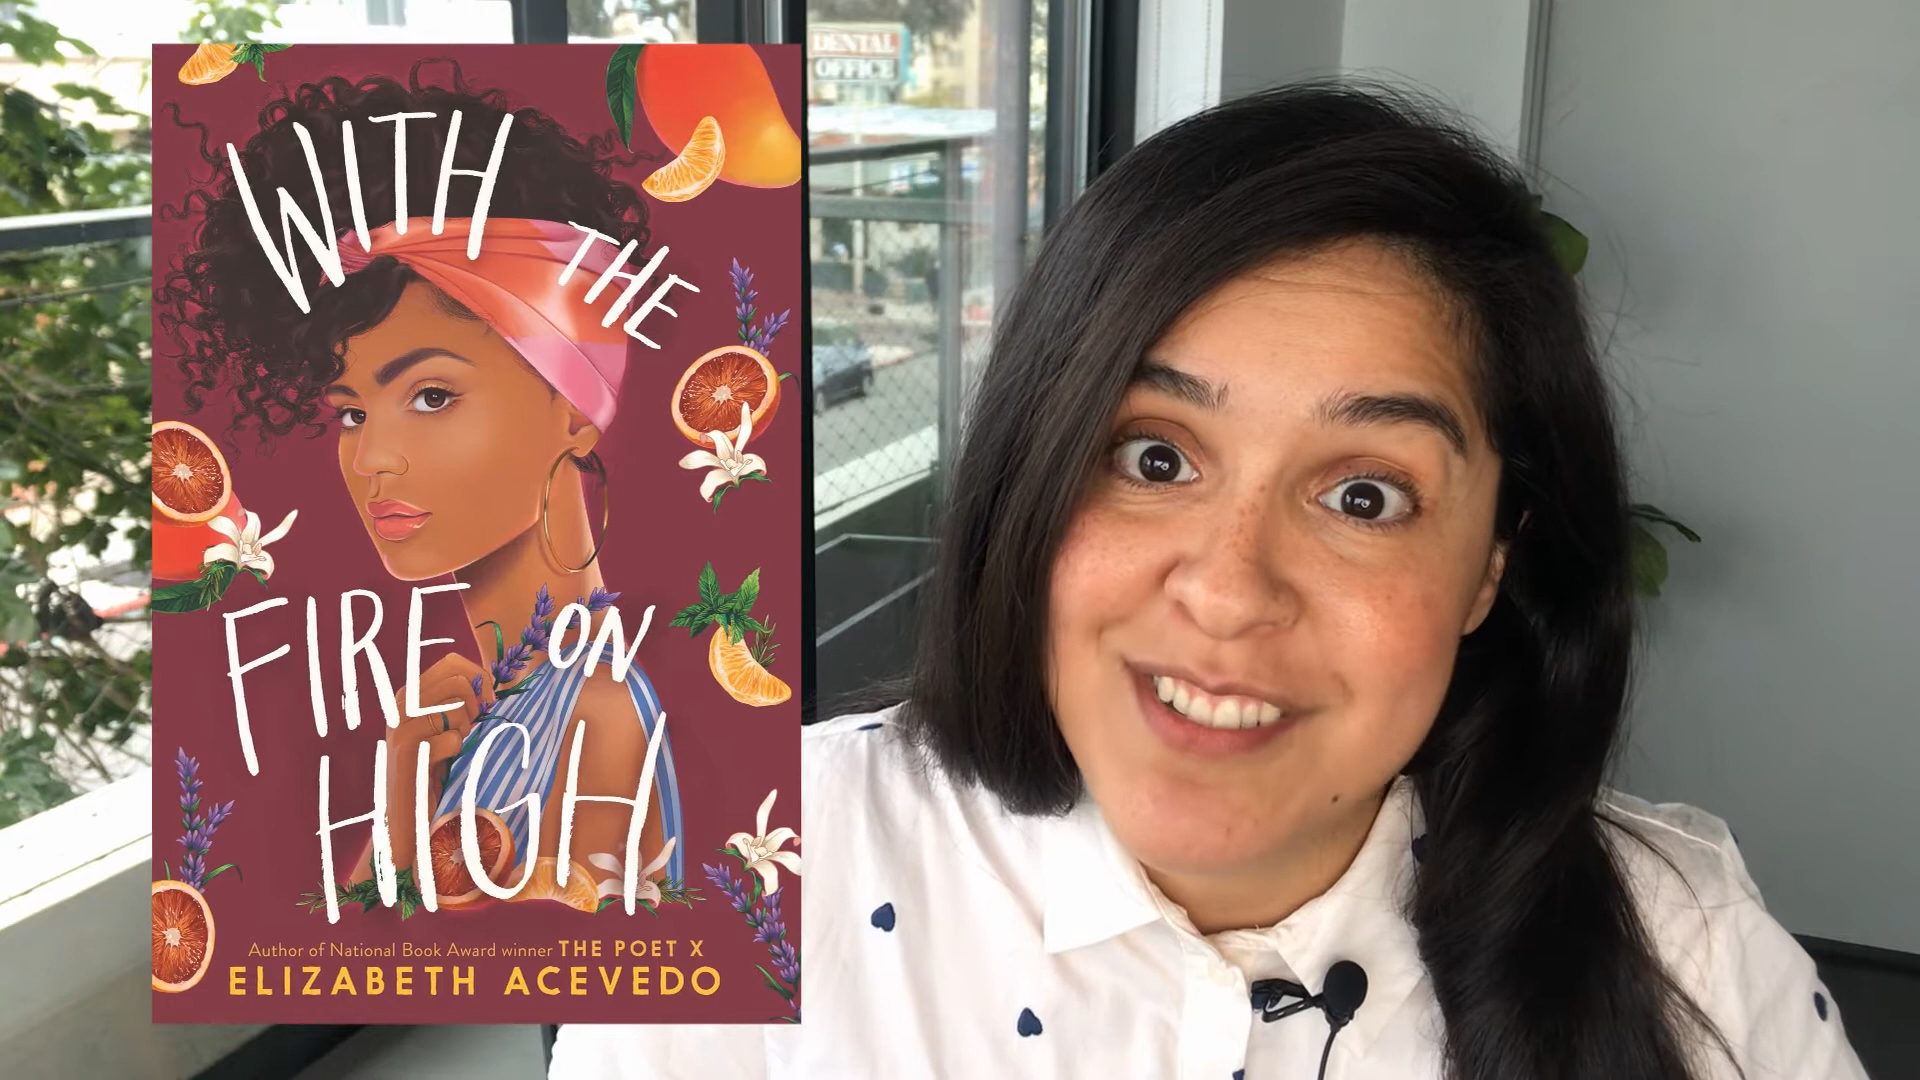 DENTAL
OFFICE
WITH
THE
FIRE ON
HIGH
Author of National Book Award winner THE POET X
ELIZABETH ACEVEDO